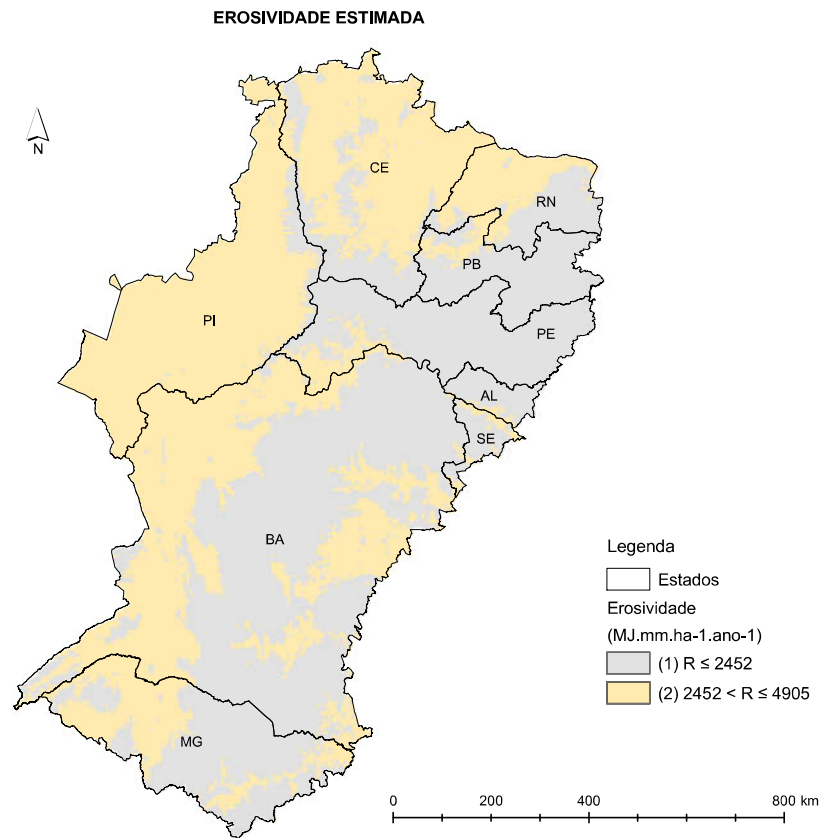 EROSIVIDADE ESTIMADA
N
CE
RN
PB
PI
PE
AL
SE
BA
MG
Legenda
Estados
Erosividade
(MJ.mm.ha-1.ano-1)
(1) R ≤ 2452
(2) 2452 < R ≤ 4905
0 200 400 800 km